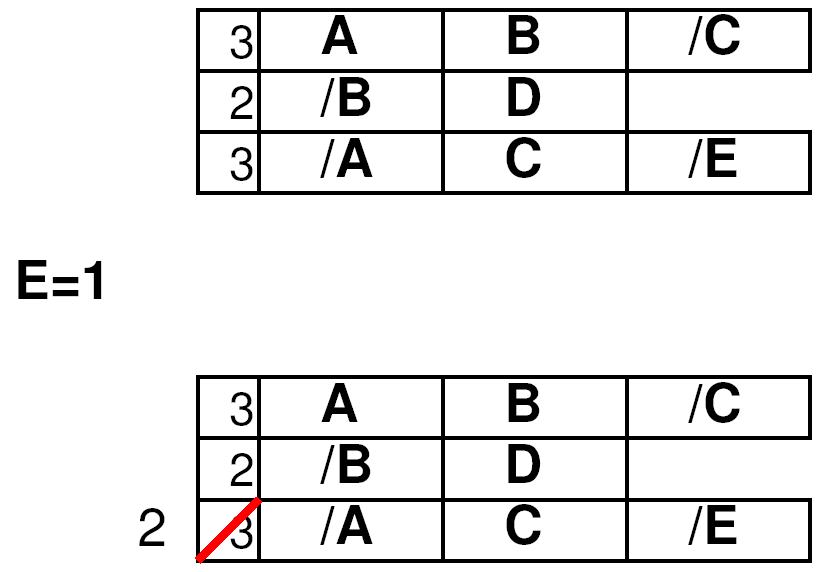 3 A B /C
2 /B D
3 /A C /E
E=1
3 A B /C
2 /B D
2 3 /A C /E